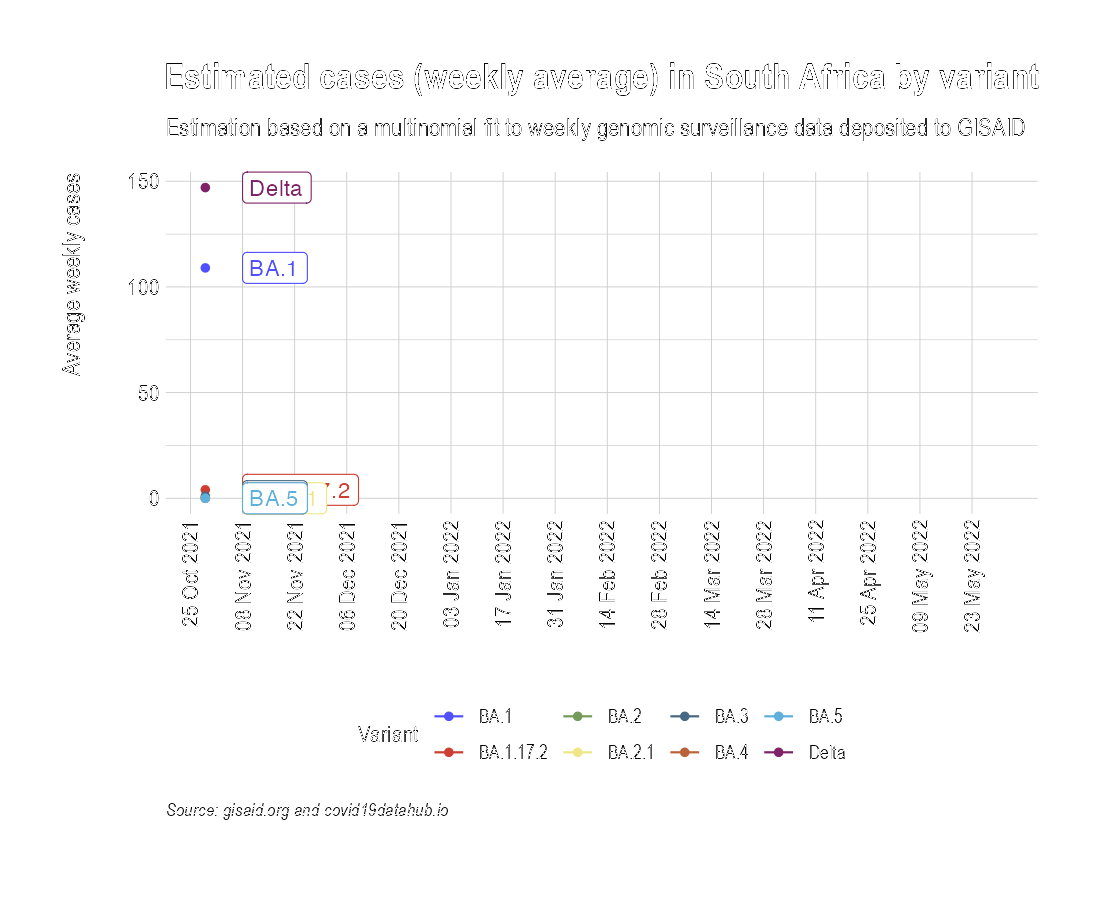 Estimated cases (weekly average) in South Africa by variant
Estimation based on a multinomial fit to weekly genomic surveillance data deposited to GISAID
Average weekly cases
150
100
50
0
Delta
BA.1
7.2
BA.5
1
25 Oct 2021
08 Nov 2021
22 Nov 2021
06 Dec 2021
20 Dec 2021
03 Jan 2022
17 Jan 2022
31 Jan 2022
14 Feb 2022
28 Feb 2022
14 Mar 2022
28 Mar 2022
11 Apr 2022
25 Apr 2022
09 May 2022
23 May 2022
Variant
BA.1
BA.2
BA.3
BA.5
BA.1.17.2
BA.2.1
BA.4
Delta
Source: gisaid.org and covid19datahub.io